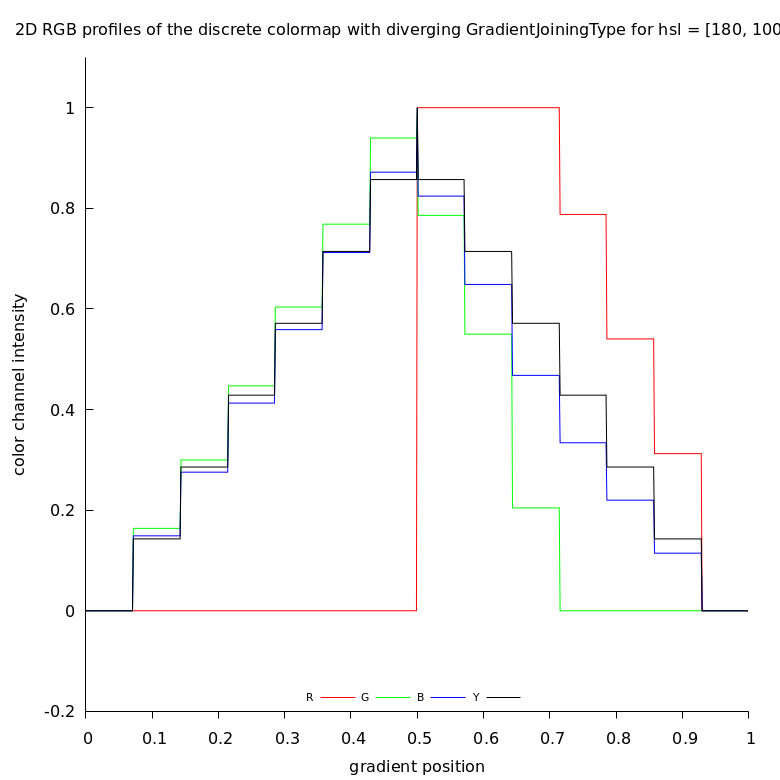 2D RGB profiles of the discrete colormap with diverging GradientJoiningType for hsl = [180, 100
1
0.8
0.6
0.4
0.2
0
-0.2
color channel intensity
R G B Y
0 0.1 0.2 0.3 0.4 0.5 0.6 0.7 0.8 0.9 1
gradient position